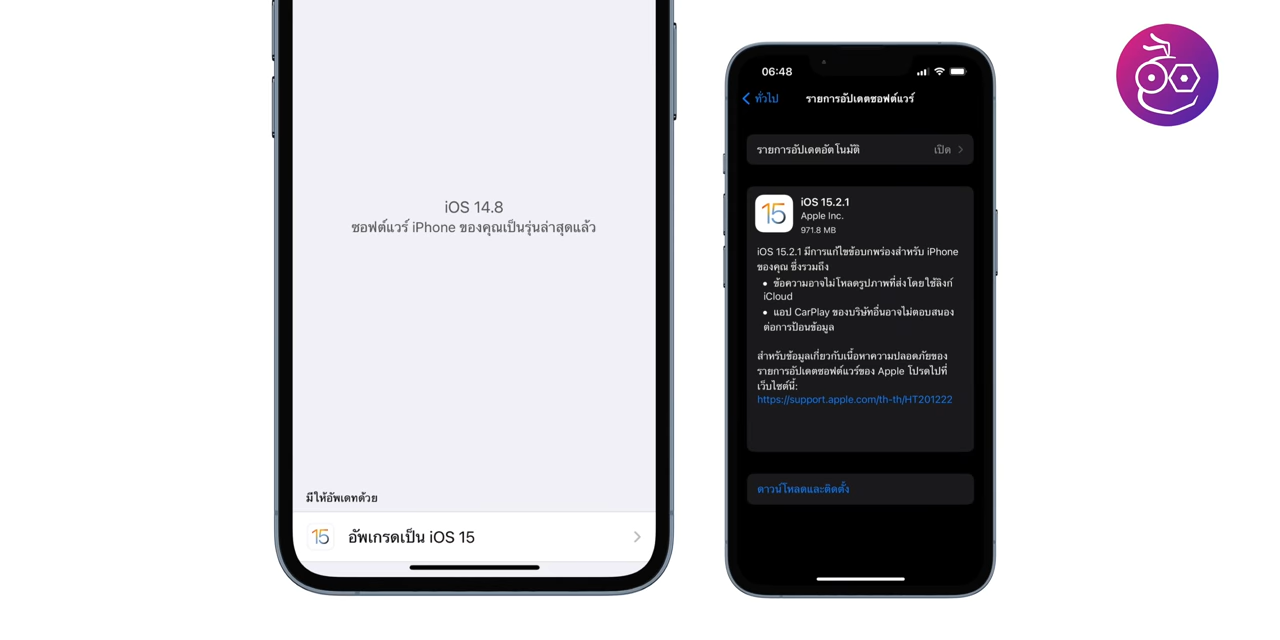 iOS 14.8
ซอฟต์แวร์ iPhone ของคุณเป็นรุ่นล่าสุดแล้ว
มีให้อัพเดทด้วย
15
อัพเกรดเป็น iOS 15
06:48
ทั่วไป
รายการอัปเดตซอฟต์แวร์
รายการอัปเดตอัตโนมัติ
เปิด
15
iOS 15.2.1
Apple Inc.
971.8 MB
iOS 15.2.1 มีการแก้ไขข้อบกพร่องสำหรับ iPhone
ของคุณ ซึ่งรวมถึง
• ข้อความอาจไม่โหลดรูปภาพที่ส่งโดยใช้ลิงก์
iCloud
• แอป CarPlay ของบริษัทอื่นอาจไม่ตอบสนอง
ต่อการป้อนข้อมูล
สำหรับข้อมูลเกี่ยวกับเนื้อหาความปลอดภัยของ
รายการอัปเดตซอฟต์แวร์ของ Apple โปรดไปที่
เว็บไซต์นี้:
https://support.apple.com/th-th/HT201222
ดาวน์โหลดและติดตั้ง